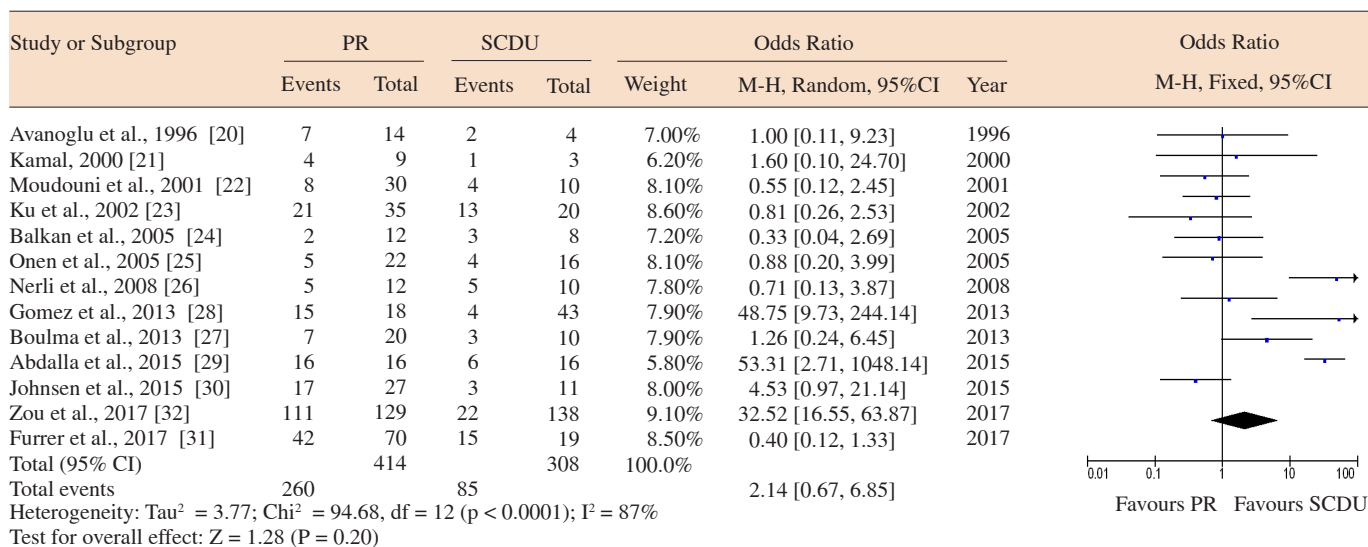 Study or Subgroup PR SCDU Odds Ratio Odds Ratio
Events Total Events Total Weight M-H, Random, 95%CI Year M-H, Fixed, 95%CI
Avanoglu et al., 1996 [20] 7 14 2 4 7.00% 1.00 [0.11, 9.23] 1996
Kamal, 2000 [21] 4 9 1 3 6.20% 1.60 [0.10, 24.70] 2000
Moudouni et al., 2001 [22] 8 30 4 10 8.10% 0.55 [0.12, 2.45] 2001
Ku et al., 2002 [23] 21 35 13 20 8.60% 0.81 [0.26, 2.53] 2002
Balkan et al., 2005 [24] 2 12 3 8 7.20% 0.33 [0.04, 2.69] 2005
Onen et al., 2005 [25] 5 22 4 16 8.10% 0.88 [0.20, 3.99] 2005
Nerli et al., 2008 [26] 5 12 5 10 7.80% 0.71 [0.13, 3.87] 2008
Gomez et al., 2013 [28] 15 18 4 43 7.90% 48.75 [9.73, 244.14] 2013
Boulma et al., 2013 [27] 7 20 3 10 7.90% 1.26 [0.24, 6.45] 2013
Abdalla et al., 2015 [29] 16 16 6 16 5.80% 53.31 [2.71, 1048.14] 2015
Johnsen et al., 2015 [30] 17 27 3 11 8.00% 4.53 [0.97, 21.14] 2015
Zou et al., 2017 [32] 111 129 22 138 9.10% 32.52 [16.55, 63.87] 2017
Furrer et al., 2017 [31] 42 70 15 19 8.50% 0.40 [0.12, 1.33] 2017
Total (95% CI) 414 308 100.0%
Total events 260 85 2.14 [0.67, 6.85]
Heterogeneity: Tau² = 3.77; Chi² = 94.68, df = 12 (p < 0.0001); I² = 87%
Test for overall effect: Z = 1.28 (P = 0.20)
0.01 0.1 1 10 100
Favours PR Favours SCDU